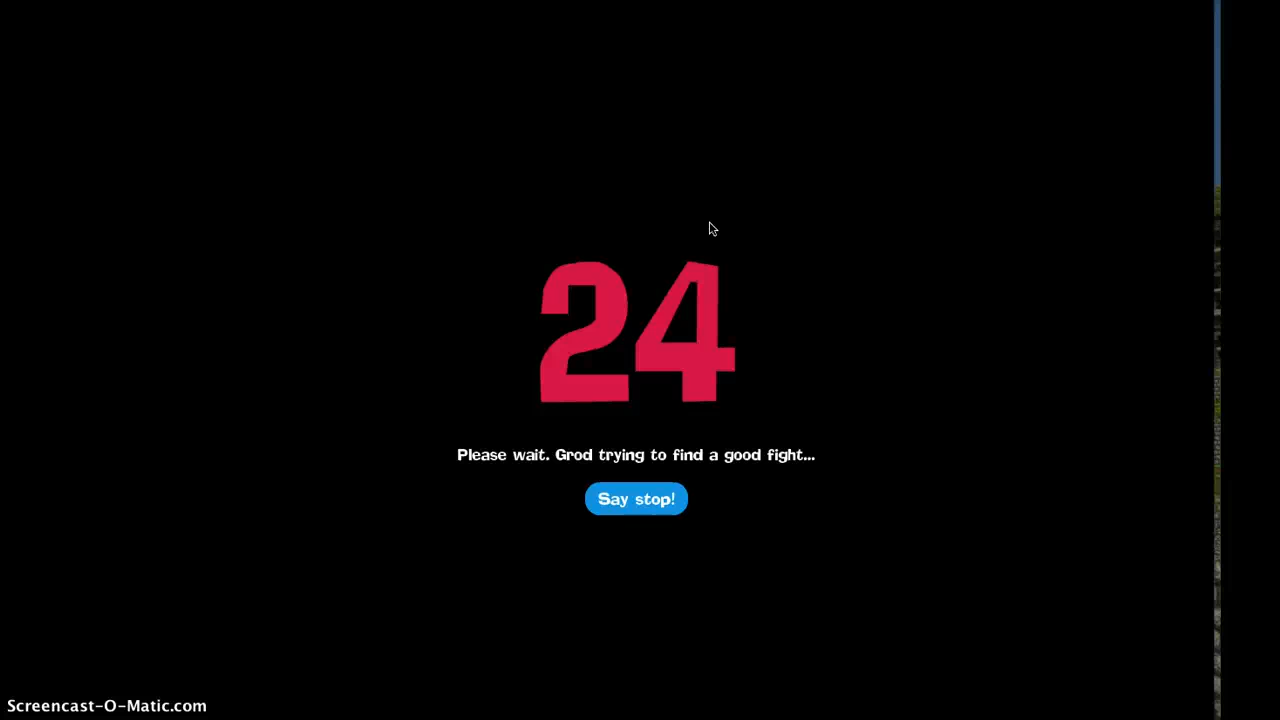 24
Please wait. Grod trying to find a good fight...
Say stop!
Screencast-O-Matic.com